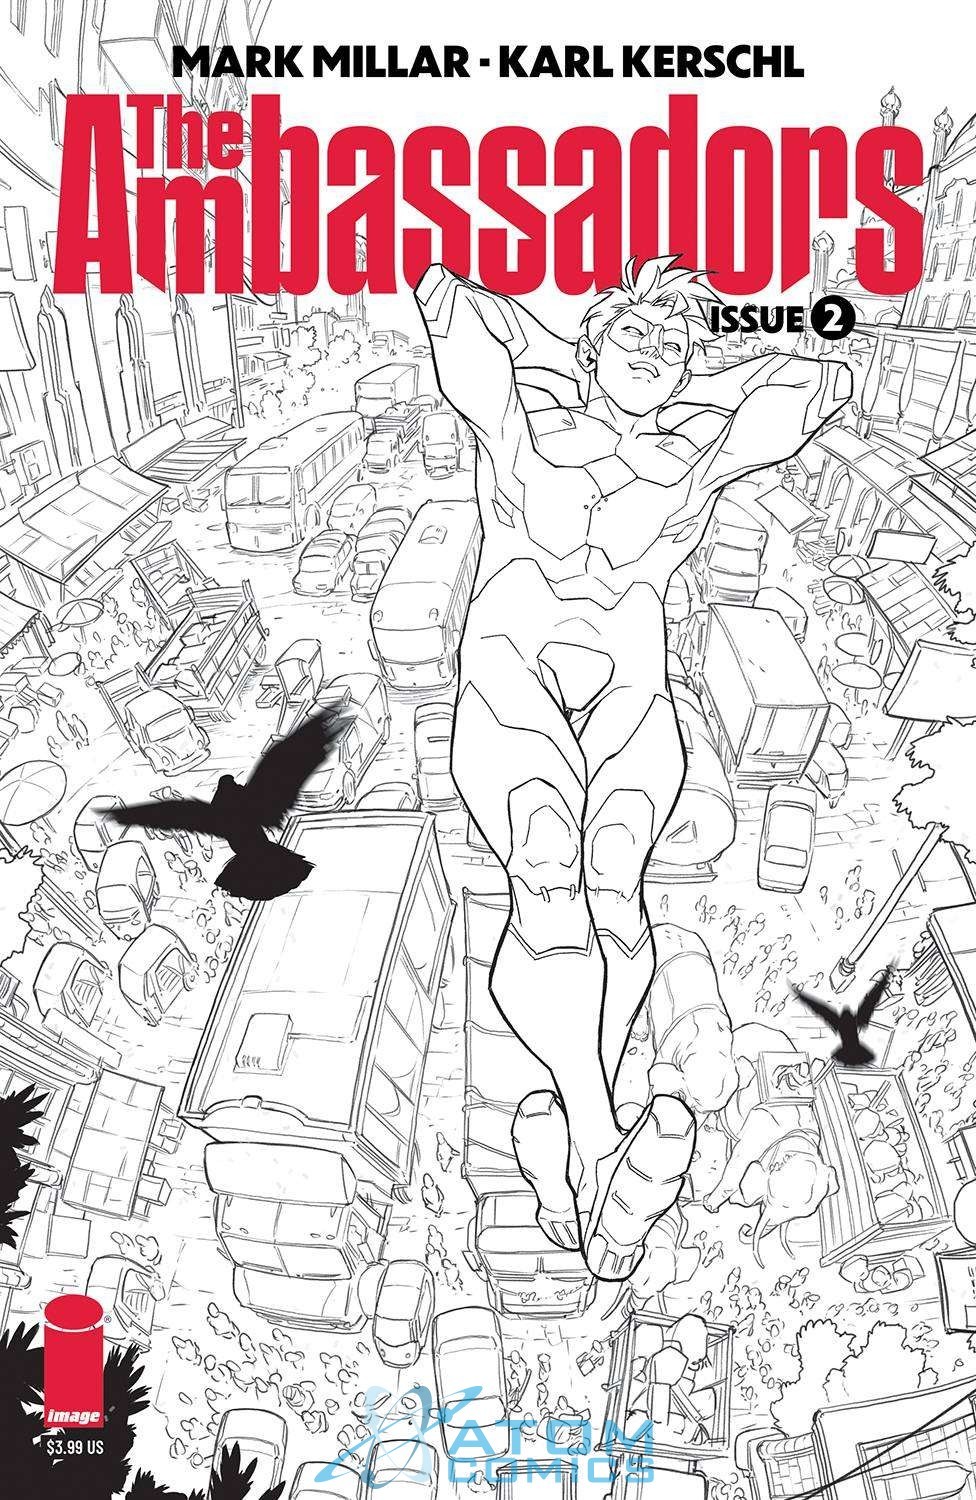 MARK MILLAR · KARL KERSCHL
The
Ambassadors
ISSUE 2
image
$3.99 US
ATOM
COMICS